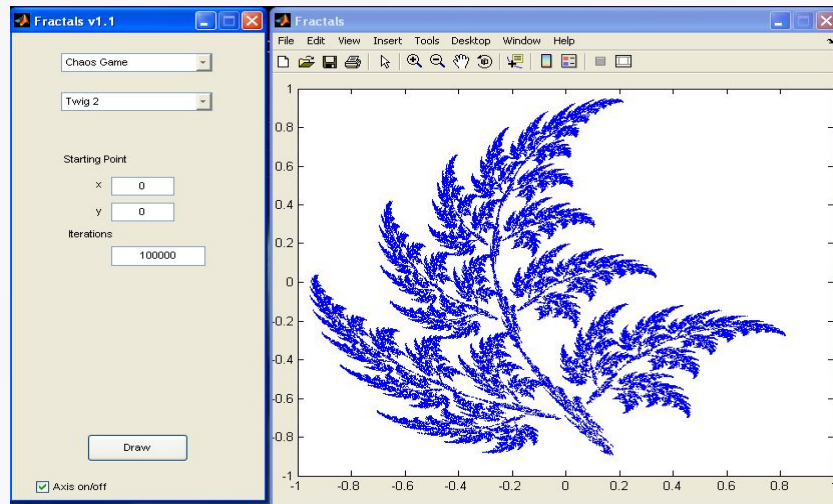 Fractals v1.1
Chaos Game
Twig 2
Starting Point
x 0
y 0
Iterations
100000
Draw
Axis on/off
Fractals
File Edit View Insert Tools Desktop Window Help
1
0.8
0.6
0.4
0.2
0
-0.2
-0.4
-0.6
-0.8
-1
-1 -0.8 -0.6 -0.4 -0.2 0 0.2 0.4 0.6 0.8